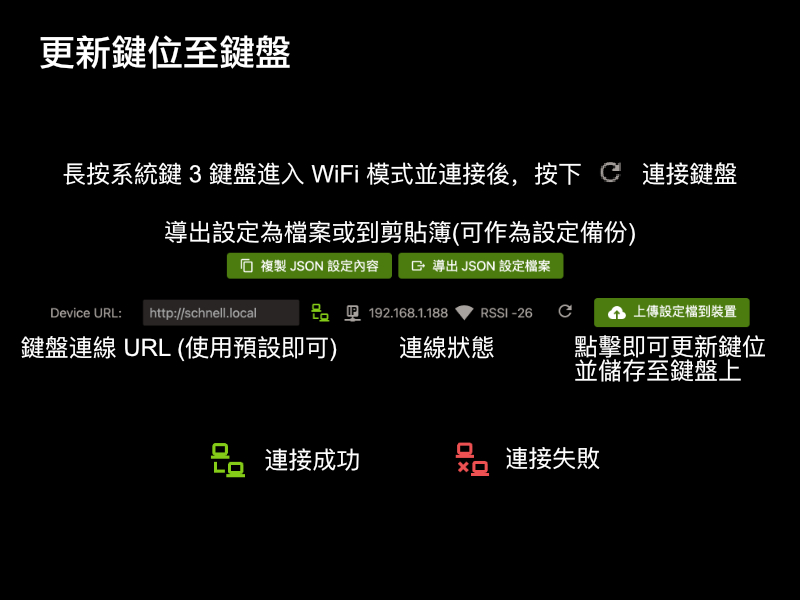 更新鍵位至鍵盤
長按系統鍵 3 鍵盤進入 WiFi 模式並連接後，按下 連接鍵盤
導出設定為檔案或到剪貼簿(可作為設定備份)
複製 JSON 設定內容 導出 JSON 設定檔案
Device URL: http://schnell.local IP 192.168.1.188 RSSI -26 上傳設定檔到裝置
鍵盤連線 URL (使用預設即可) 連線狀態 點擊即可更新鍵位
並儲存至鍵盤上
連接成功 連接失敗